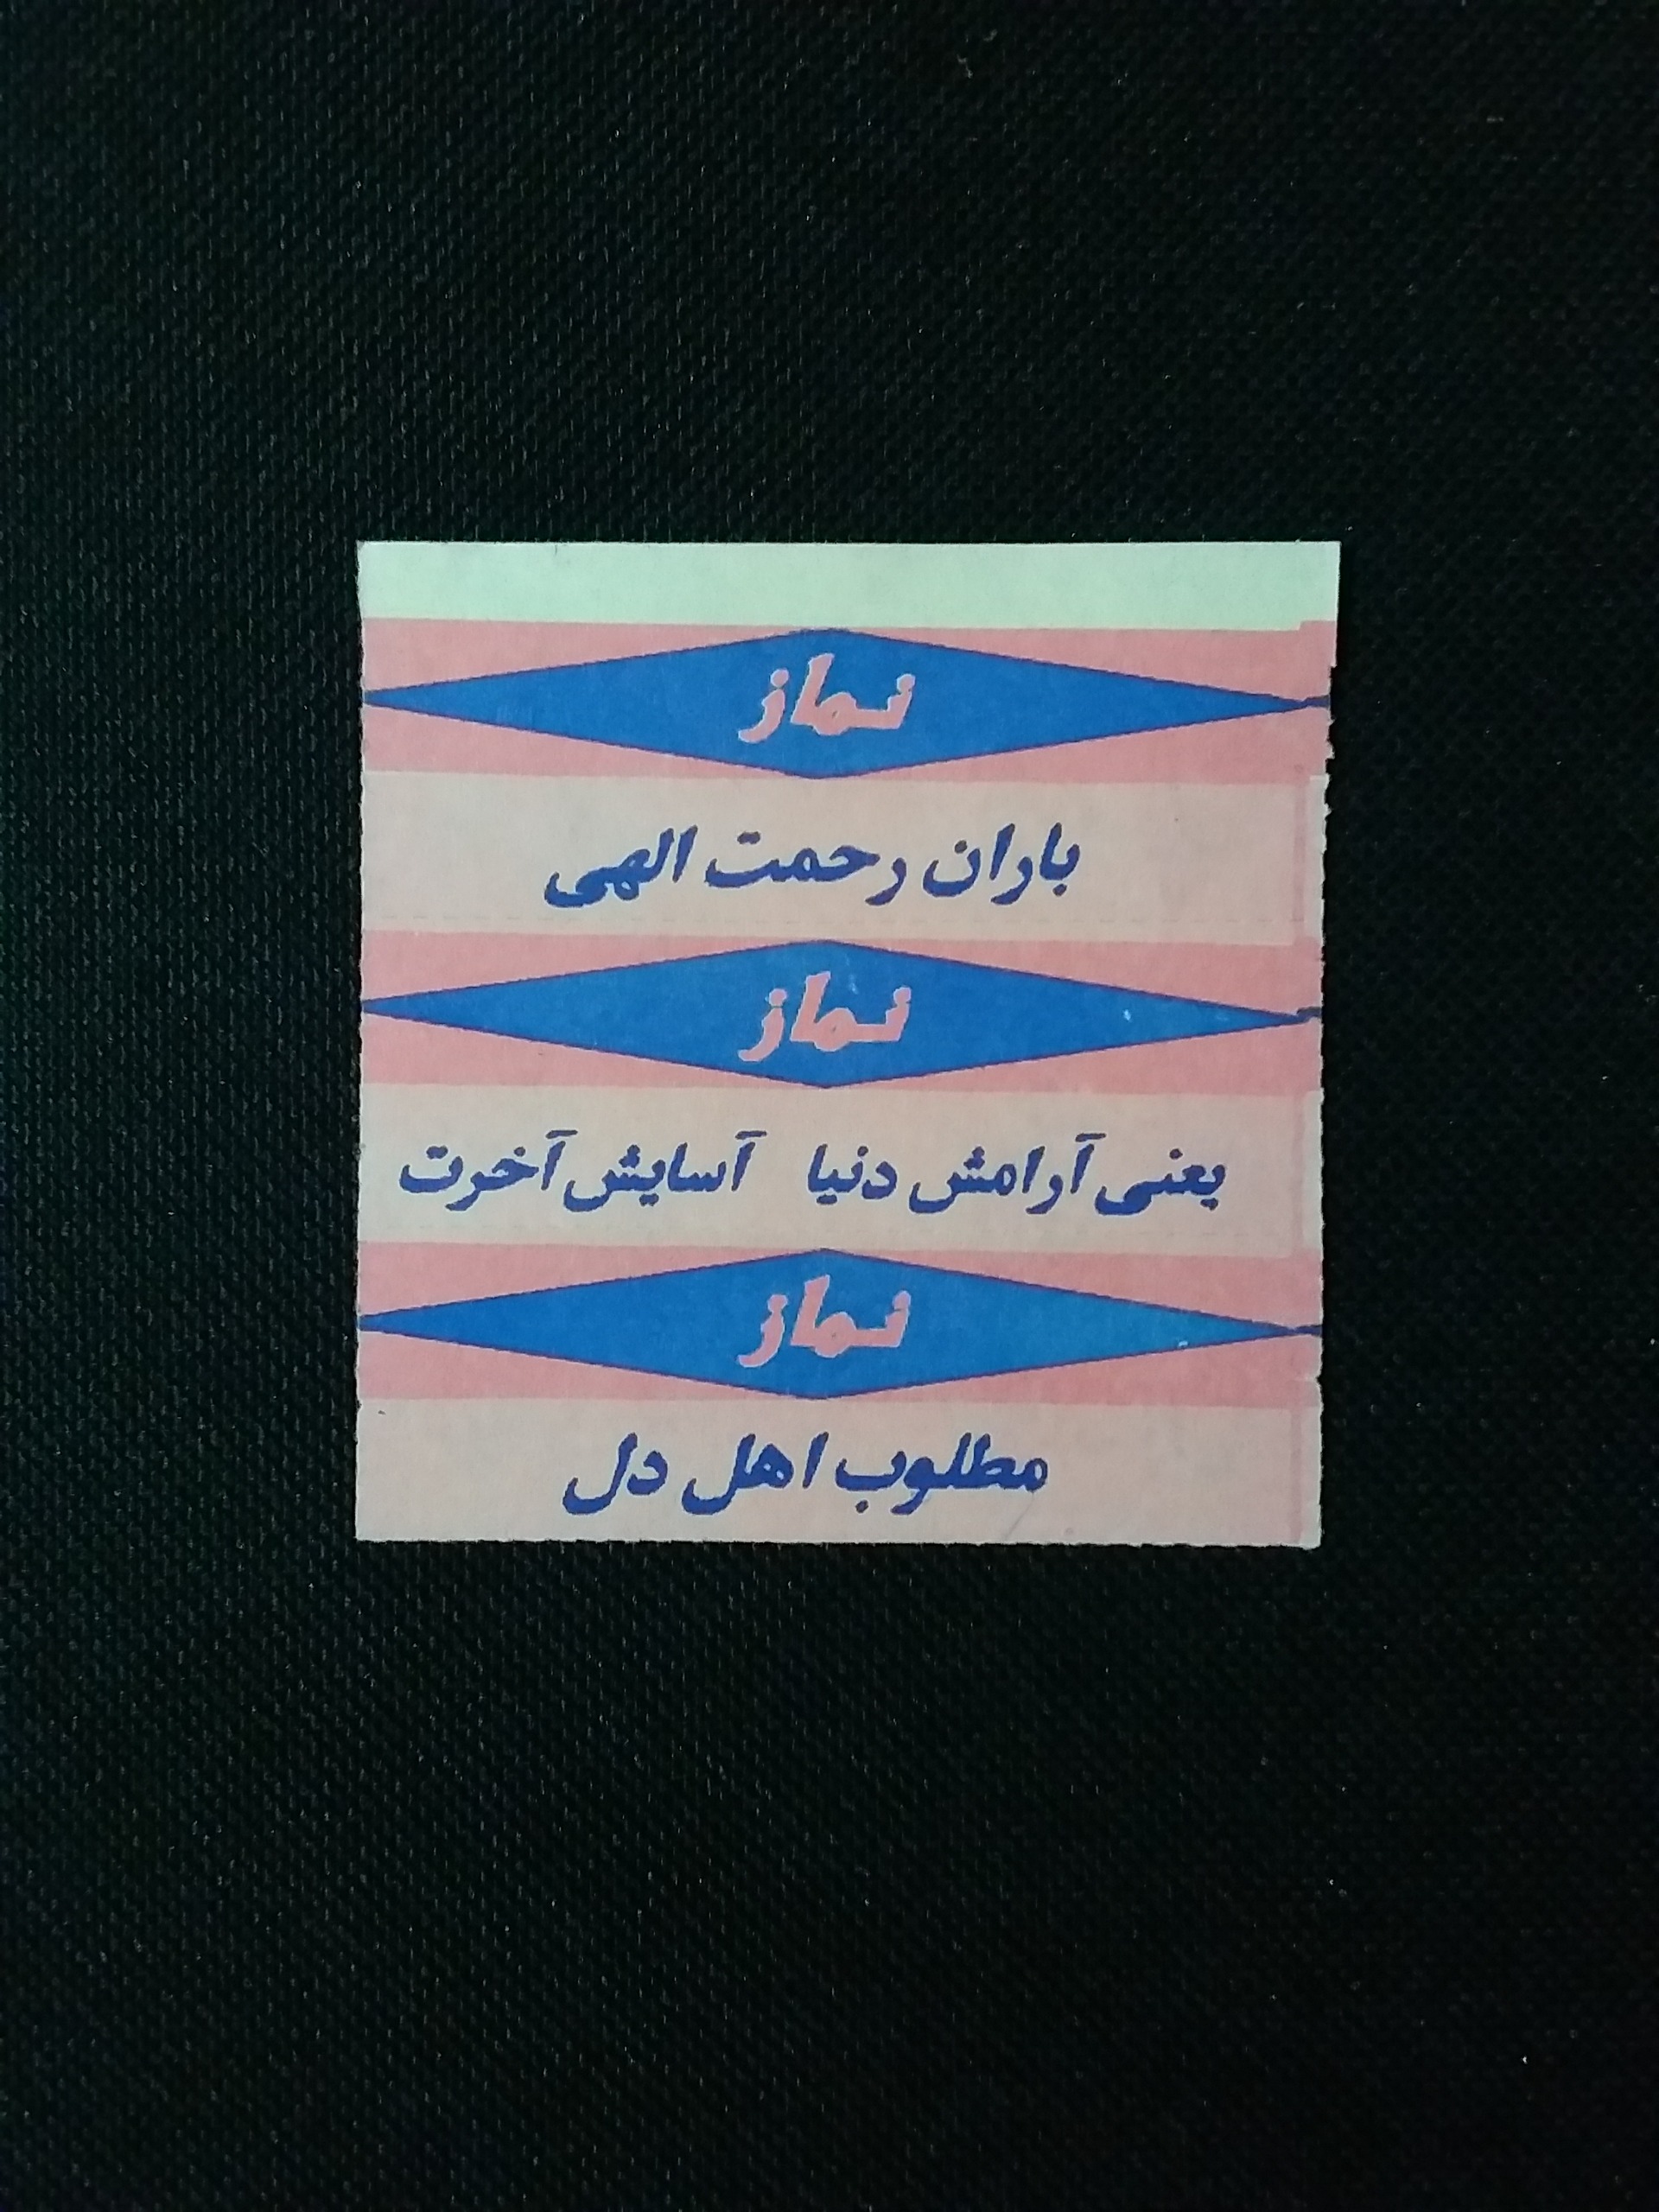 نماز
باران رحمت الهی
نماز
یعنی آرامش دنیا آسایش آخرت
نماز
مطلوب اهل دل